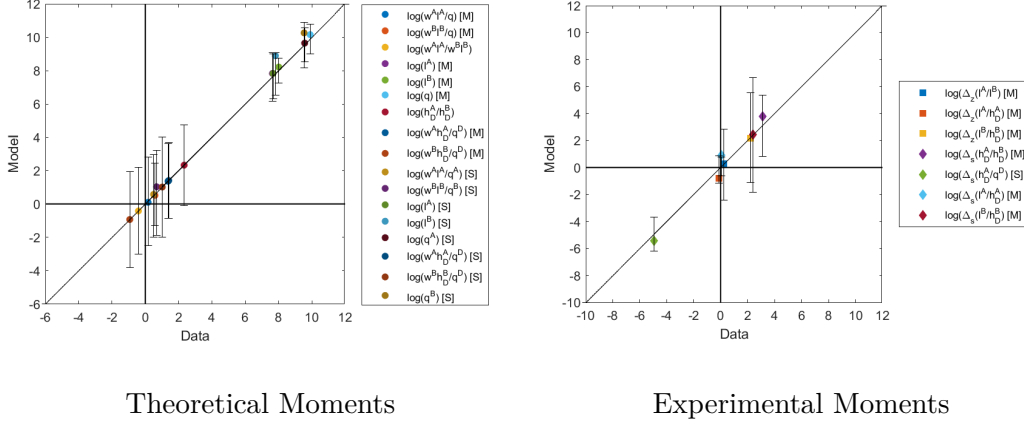 12
10
8
6
4
2
0
-2
-4
-6
-6 -4 -2 0 2 4 6 8 10 12
Model
Data
log(w^A l^A/q) [M]
log(w^B l^B/q) [M]
log(w^A l^A/w^B l^B)
log(l^A) [M]
log(l^B) [M]
log(q) [M]
log(h_D^A/h_D^B)
log(w^A h_D^A/q^D) [M]
log(w^B h_D^B/q^D) [M]
log(w^A l^A/q^A) [S]
log(w^B l^B/q^B) [S]
log(l^A) [S]
log(l^B) [S]
log(q^A) [S]
log(w^A h_D^A/q^D) [S]
log(w^B h_D^B/q^D) [S]
log(q^B) [S]
Theoretical Moments
12
10
8
6
4
2
0
-2
-4
-6
-8
-10
-10 -8 -6 -4 -2 0 2 4 6 8 10 12
Model
Data
log(Δ_z(l^A/l^B) [M]
log(Δ_z(l^A/h_D^A) [M]
log(Δ_z(l^B/h_D^B) [M]
log(Δ_s(h_D^A/h_D^B) [M]
log(Δ_s(h_D^A/q^D) [S]
log(Δ_s(l^A/h_D^A) [M]
log(Δ_s(l^B/h_D^B) [M]
Experimental Moments